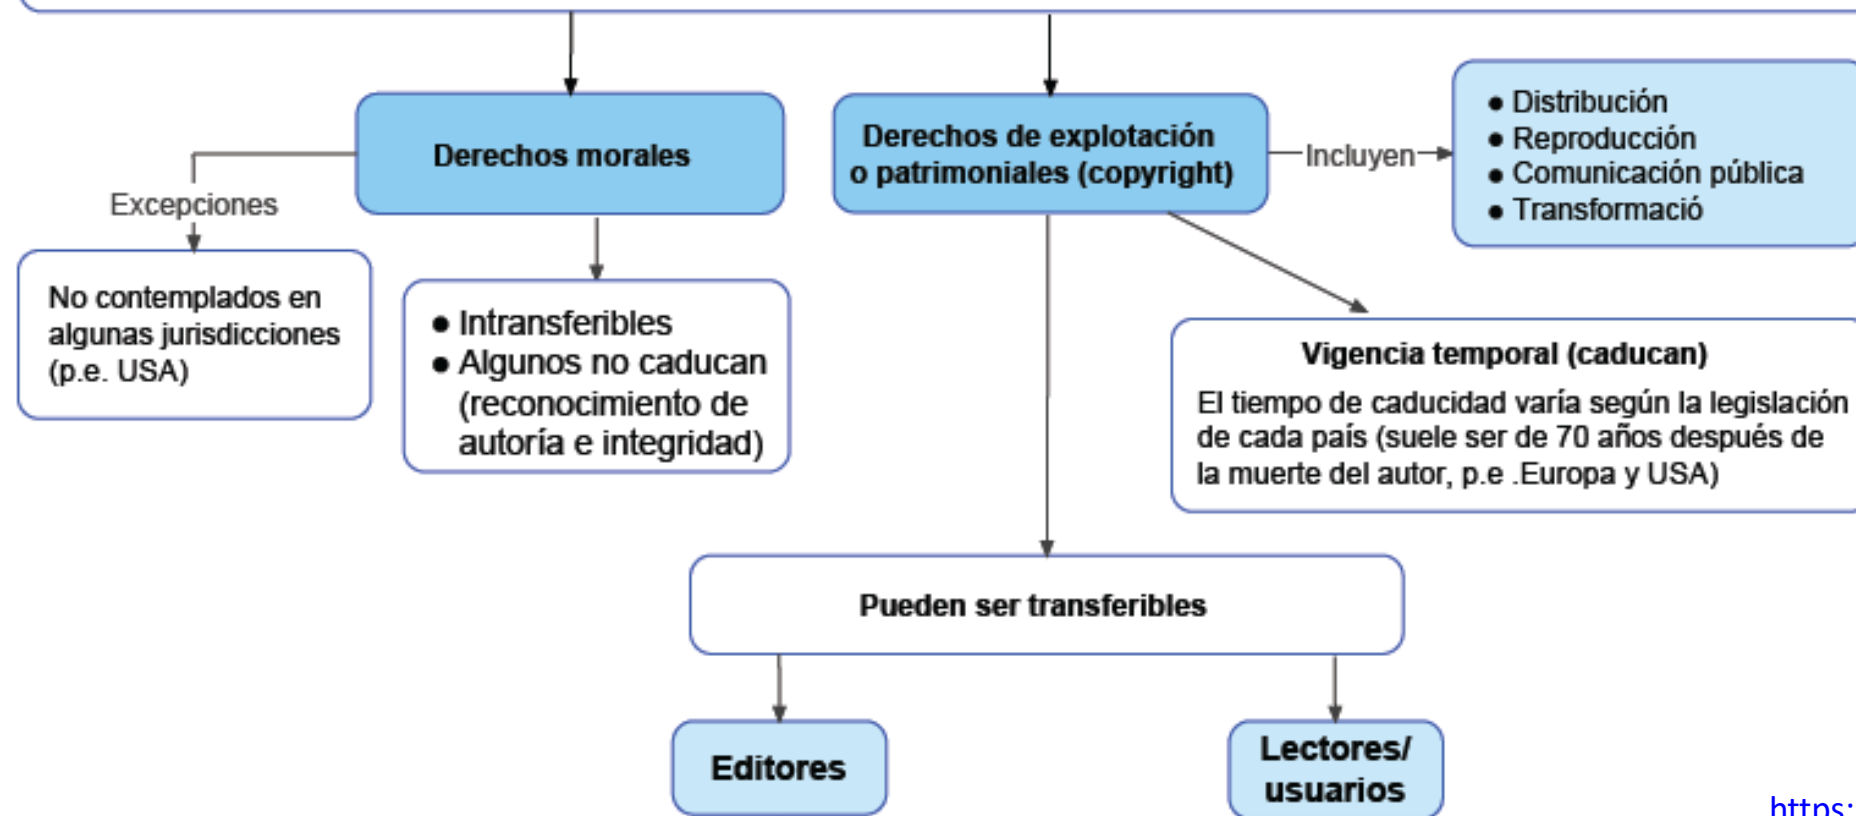 Derechos morales
Excepciones
No contemplados en
algunas jurisdicciones
(p.e. USA)
● Intransferibles
● Algunos no caducan
(reconocimiento de
autoría e integridad)
Derechos de explotación
o patrimoniales (copyright)
Incluyen
● Distribución
● Reproducción
● Comunicación pública
● Transformació
Vigencia temporal (caducan)
El tiempo de caducidad varía según la legislación
de cada país (suele ser de 70 años después de
la muerte del autor, p.e .Europa y USA)
Pueden ser transferibles
Editores
Lectores/
usuarios
https: